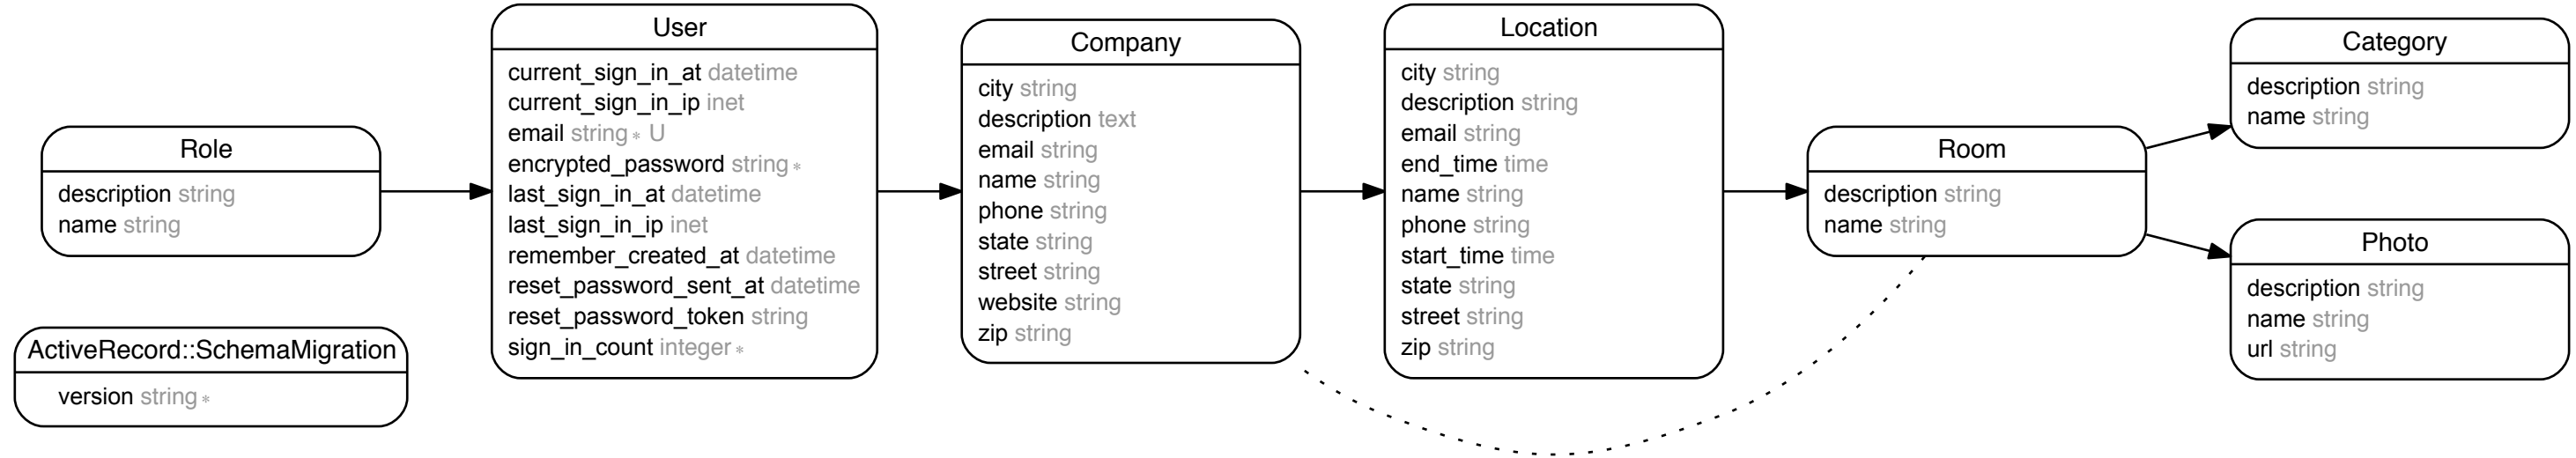 Role
description string
name string
ActiveRecord::SchemaMigration
version string*
User
current_sign_in_at datetime
current_sign_in_ip inet
email string* U
encrypted_password string*
last_sign_in_at datetime
last_sign_in_ip inet
remember_created_at datetime
reset_password_sent_at datetime
reset_password_token string
sign_in_count integer*
Company
city string
description text
email string
name string
phone string
state string
street string
website string
zip string
Location
city string
description string
email string
end_time time
name string
phone string
start_time time
state string
street string
zip string
Room
description string
name string
Category
description string
name string
Photo
description string
name string
url string